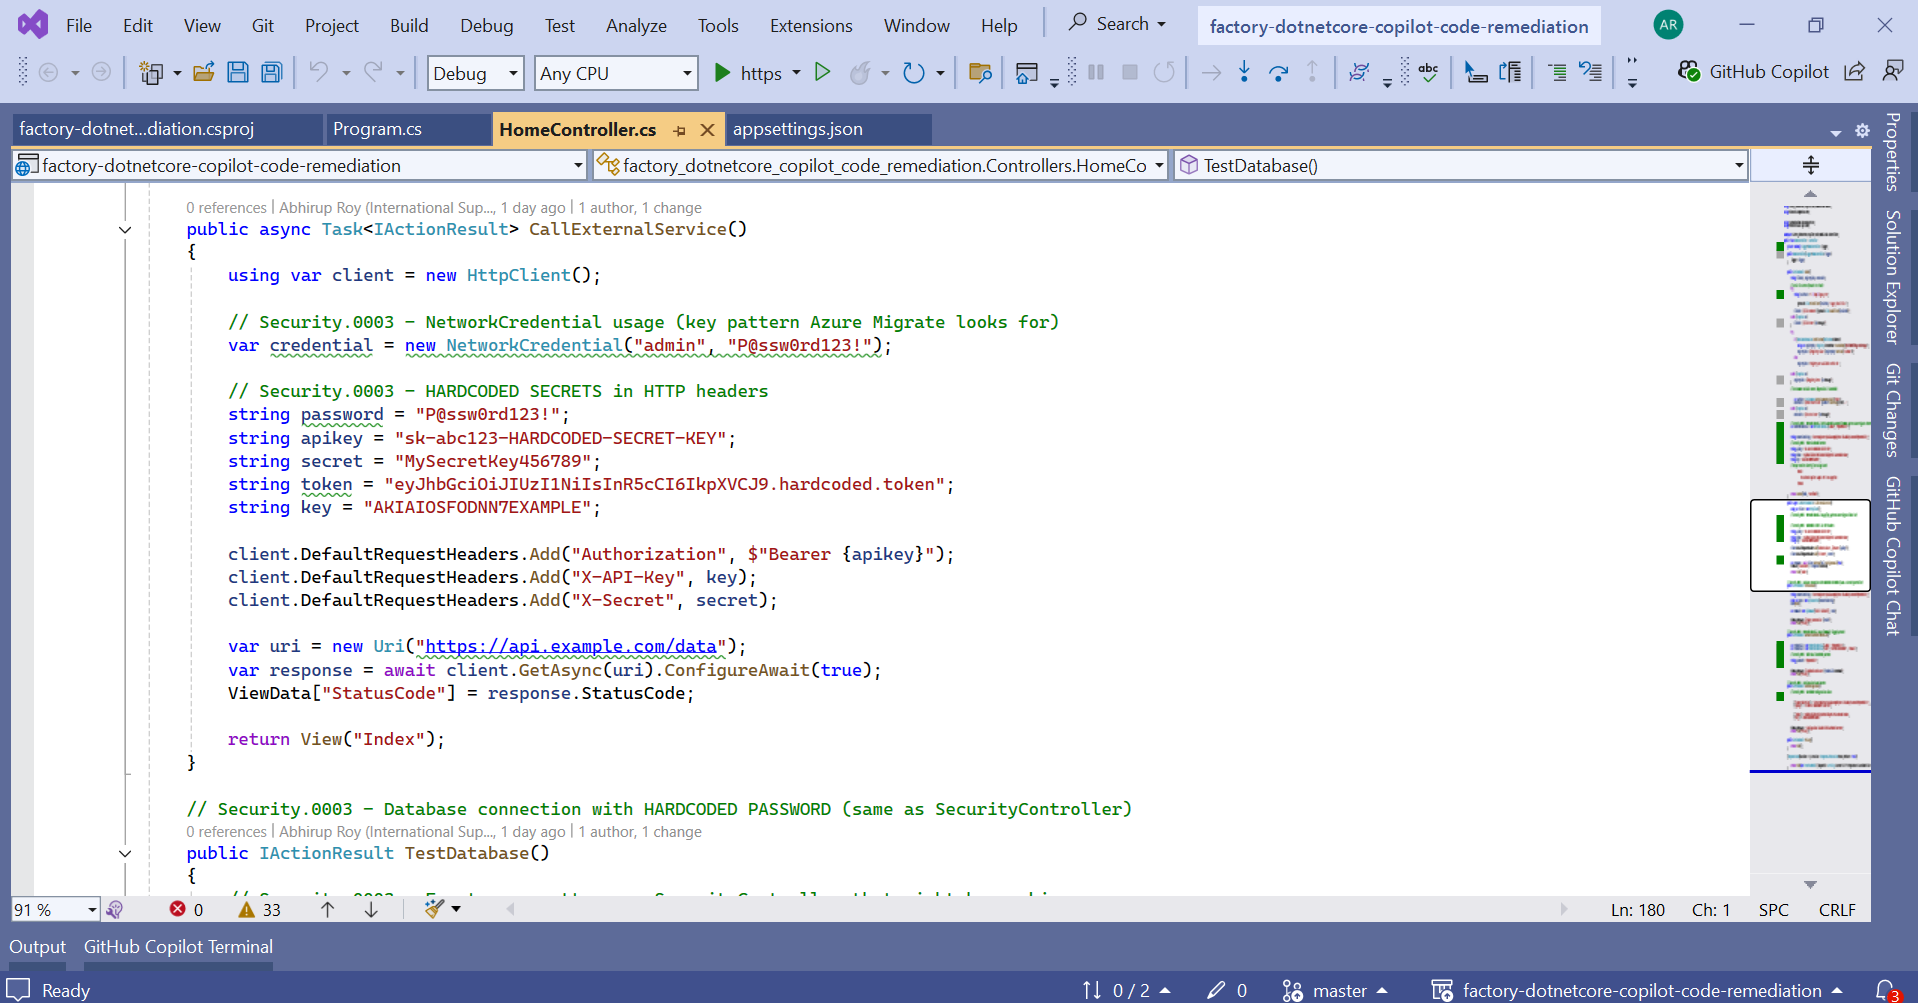 File Edit View Git Project Build Debug Test Analyze Tools Extensions Window Help Search factory-dotnetcore-copilot-code-remediation AR
Debug Any CPU https abc GitHub Copilot
factory-dotnet...diation.csproj Program.cs HomeController.cs appsettings.json
factory-dotnetcore-copilot-code-remediation factory_dotnetcore_copilot_code_remediation.Controllers.HomeCo TestDatabase()
0 references | Abhirup Roy (International Sup..., 1 day ago | 1 author, 1 change
public async Task<IActionResult> CallExternalService()
{
using var client = new HttpClient();
// Security.0003 - NetworkCredential usage (key pattern Azure Migrate looks for)
var credential = new NetworkCredential("admin", "P@ssw0rd123!");
// Security.0003 - HARDCODED SECRETS in HTTP headers
string password = "P@ssw0rd123!";
string apikey = "sk-abc123-HARDCODED-SECRET-KEY";
string secret = "MySecretKey456789";
string token = "eyJhbGciOiJIUzI1NiIsInR5cCI6IkpXVCJ9.hardcoded.token";
string key = "AKIAIOSFODNN7EXAMPLE";
client.DefaultRequestHeaders.Add("Authorization", $"Bearer {apikey}");
client.DefaultRequestHeaders.Add("X-API-Key", key);
client.DefaultRequestHeaders.Add("X-Secret", secret);
var uri = new Uri("https://api.example.com/data");
var response = await client.GetAsync(uri).ConfigureAwait(true);
ViewData["StatusCode"] = response.StatusCode;
return View("Index");
}
// Security.0003 - Database connection with HARDCODED PASSWORD (same as SecurityController)
0 references | Abhirup Roy (International Sup..., 1 day ago | 1 author, 1 change
public IActionResult TestDatabase()
{
91 % 0 33 Ln: 180 Ch: 1 SPC CRLF
Output GitHub Copilot Terminal
Ready 0 / 2 0 master factory-dotnetcore-copilot-code-remediation 3
Properties
Solution Explorer
Git Changes
GitHub Copilot Chat